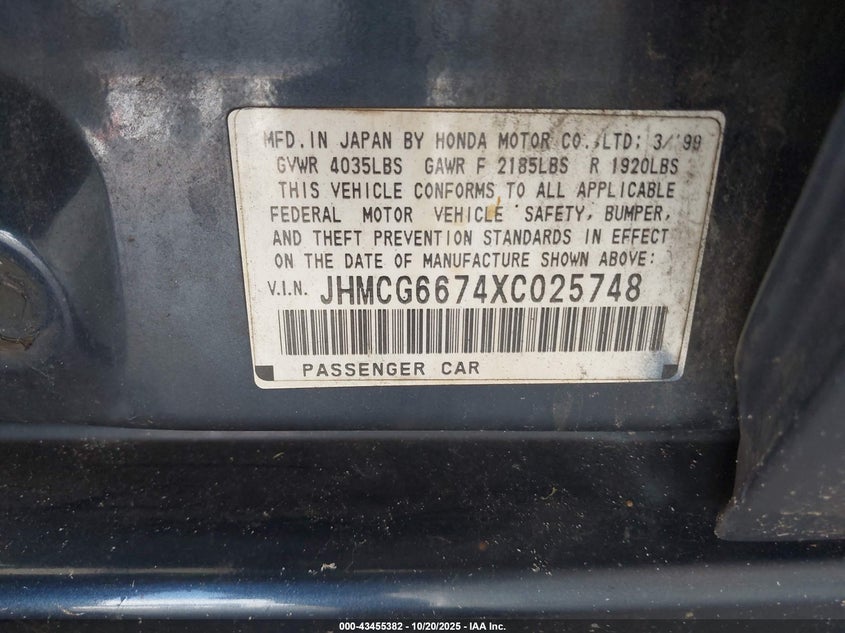 MFD. IN JAPAN BY HONDA MOTOR CO., LTD; 3/'99
GVWR 4035LBS GAWR F 2185LBS R 1920LBS
THIS VEHICLE CONFORMS TO ALL APPLICABLE
FEDERAL MOTOR VEHICLE SAFETY, BUMPER,
AND THEFT PREVENTION STANDARDS IN EFFECT
ON THE DATE OF MANUFACTURE SHOWN ABOVE:
V.I.N. JHMCG6674XC025748
PASSENGER CAR
000-43455382 - 10/20/2025 - IAA Inc.